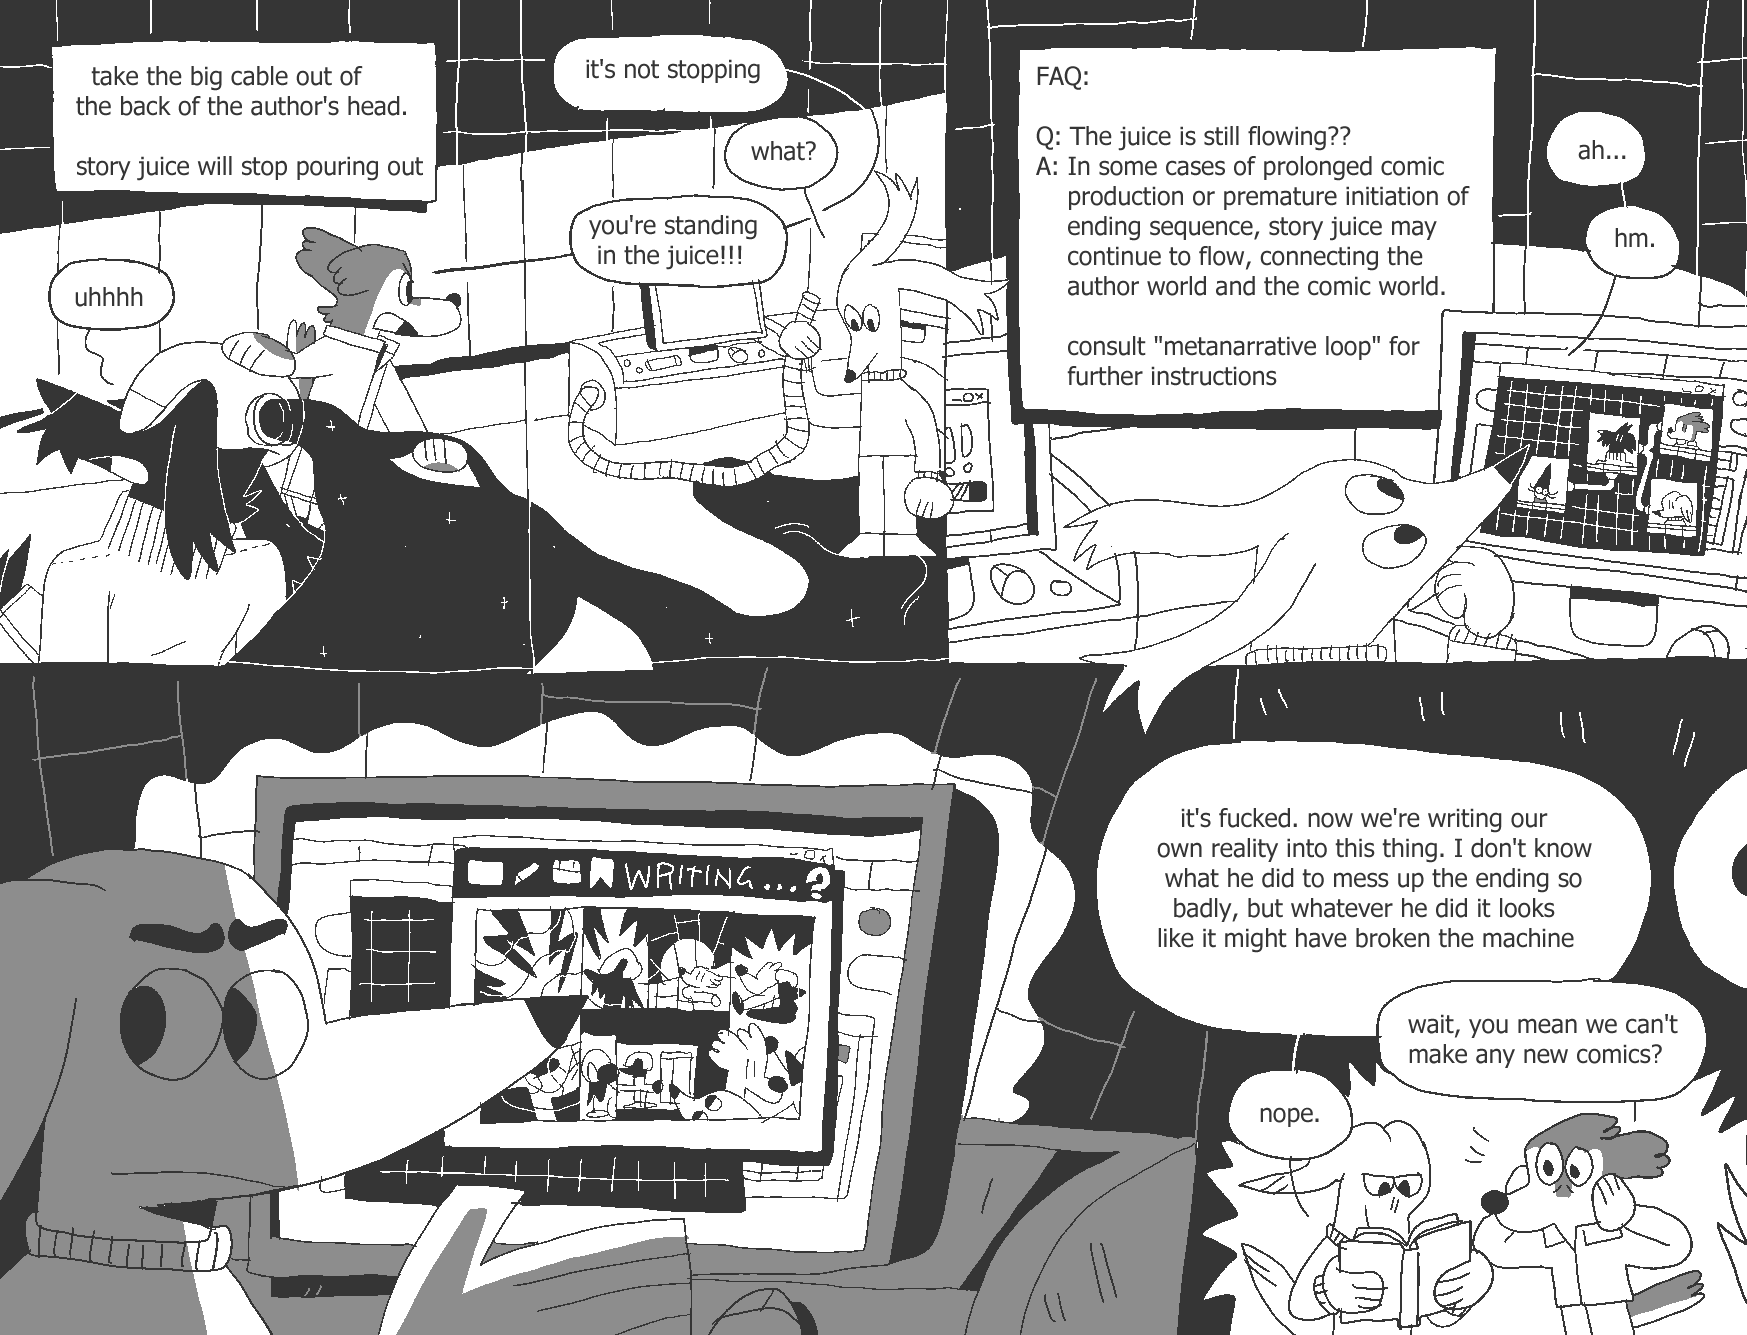 take the big cable out of
the back of the author's head.
story juice will stop pouring out
uhhhh
it's not stopping
what?
you're standing
in the juice!!!
FAQ:
Q: The juice is still flowing??
A: In some cases of prolonged comic
production or premature initiation of
ending sequence, story juice may
continue to flow, connecting the
author world and the comic world.
consult "metanarrative loop" for
further instructions
ah...
hm.
WRITING...?
it's fucked. now we're writing our
own reality into this thing. I don't know
what he did to mess up the ending so
badly, but whatever he did it looks
like it might have broken the machine
wait, you mean we can't
make any new comics?
nope.